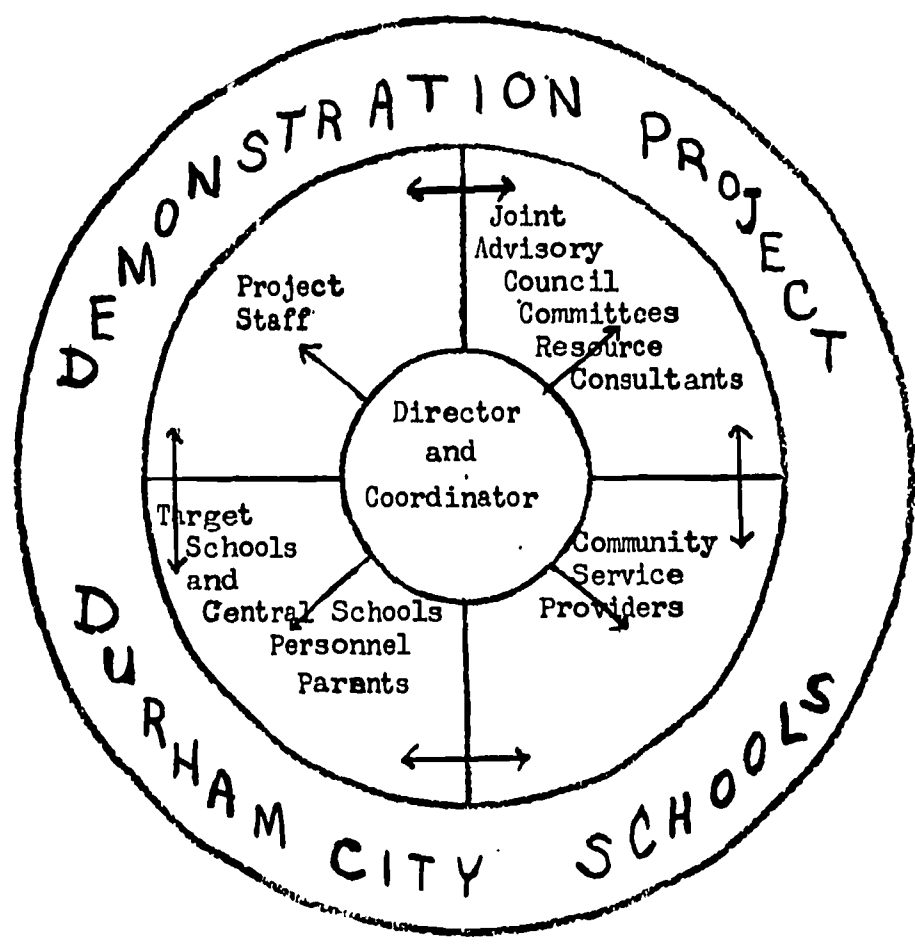 DEMONSTRATION PROJECT
Project
Staff
Joint
Advisory
Council
Committees
Resource
Consultants
Director
and
Coordinator
Target
Schools
and
Central Schools
Personnel
Parents
Community
Service
Providers
DURHAM CITY SCHOOLS